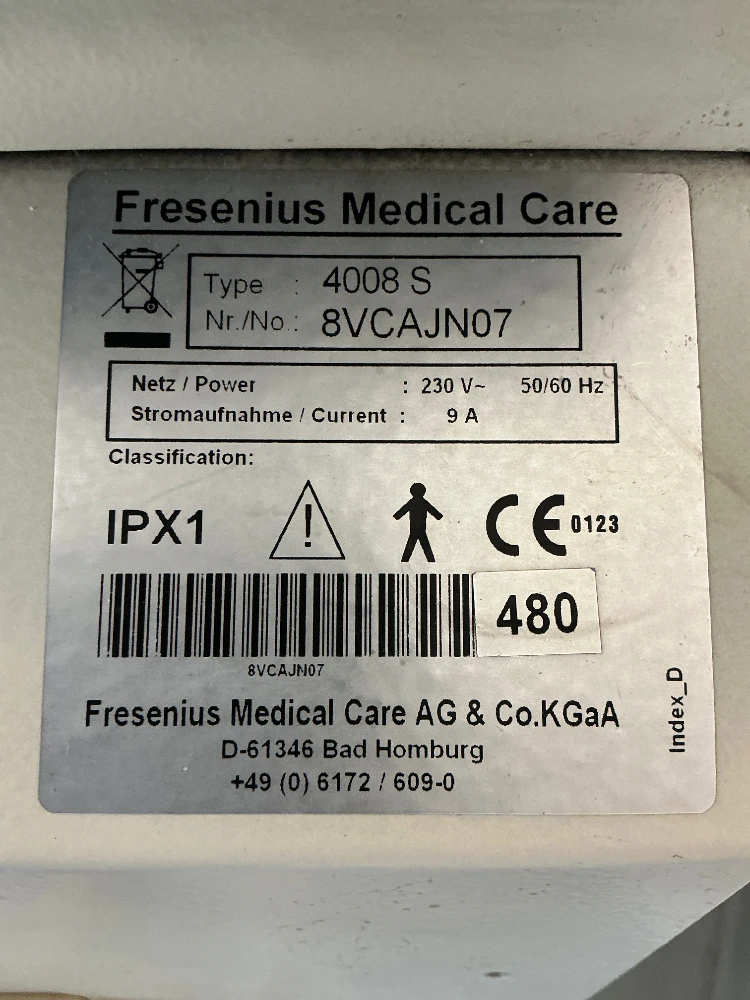 Fresenius Medical Care
Type : 4008 S
Nr./No.: 8VCAJN07
Netz / Power : 230 V~ 50/60 Hz
Stromaufnahme / Current : 9 A
Classification:
IPX1 ! CE 0123
480
8VCAJN07
Fresenius Medical Care AG & Co.KGaA
D-61346 Bad Homburg
+49 (0) 6172 / 609-0
Index_D